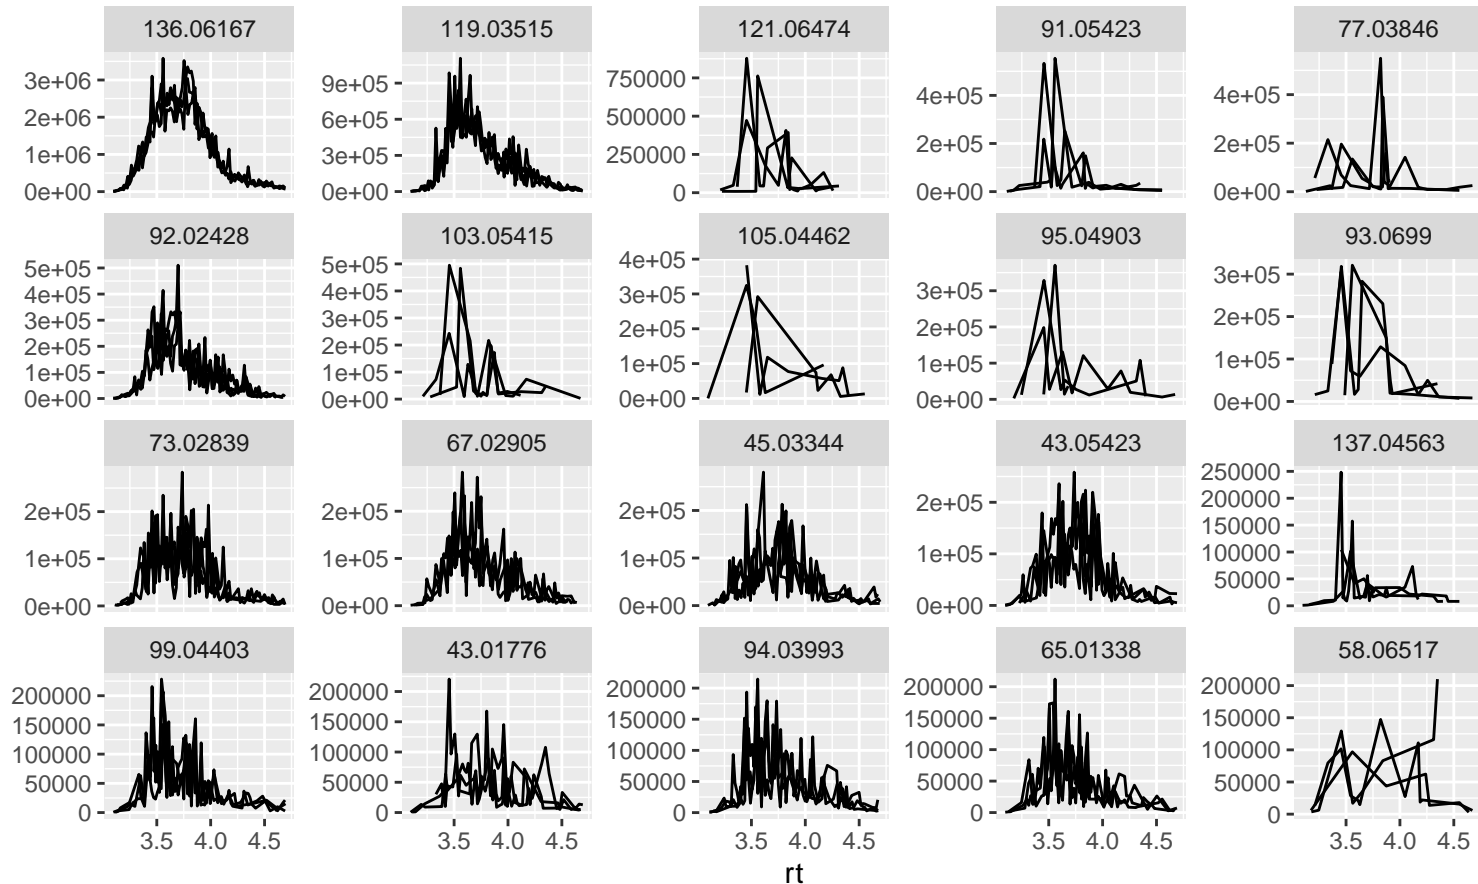 136.06167 119.03515 121.06474 91.05423 77.03846
3e+06 9e+05 750000 4e+05 4e+05
2e+06 6e+05 500000 2e+05 2e+05
1e+06 3e+05 250000 0e+00 0e+00
0e+00 0e+00 0
92.02428 103.05415 105.04462 95.04903 93.0699
5e+05 5e+05 4e+05 3e+05 3e+05
4e+05 4e+05 3e+05 2e+05 2e+05
3e+05 3e+05 2e+05 1e+05 1e+05
2e+05 2e+05 1e+05 0e+00 0e+00
1e+05 1e+05 0e+00
0e+00 0e+00
73.02839 67.02905 45.03344 43.05423 137.04563
2e+05 2e+05 2e+05 2e+05 250000
1e+05 1e+05 1e+05 1e+05 200000
0e+00 0e+00 0e+00 0e+00 150000
100000
50000
0
99.04403 43.01776 94.03993 65.01338 58.06517
200000 200000 200000 200000 200000
150000 150000 150000 150000 150000
100000 100000 100000 100000 100000
50000 50000 50000 50000 50000
0 0 0 0 0
3.5 4.0 4.5 3.5 4.0 4.5 3.5 4.0 4.5 3.5 4.0 4.5 3.5 4.0 4.5
rt